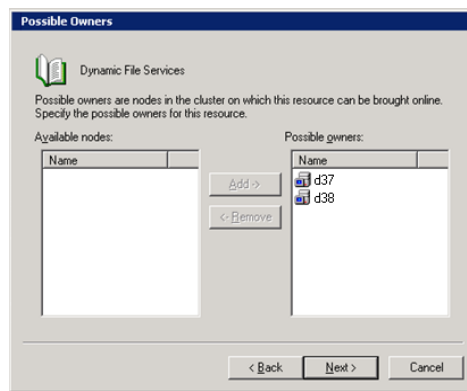 Possible Owners
Dynamic File Services
Possible owners are nodes in the cluster on which this resource can be brought online.
Specify the possible owners for this resource.
Available nodes:
Possible owners:
Name
Name
d37
d38
Add ->
<- Remove
< Back
Next >
Cancel